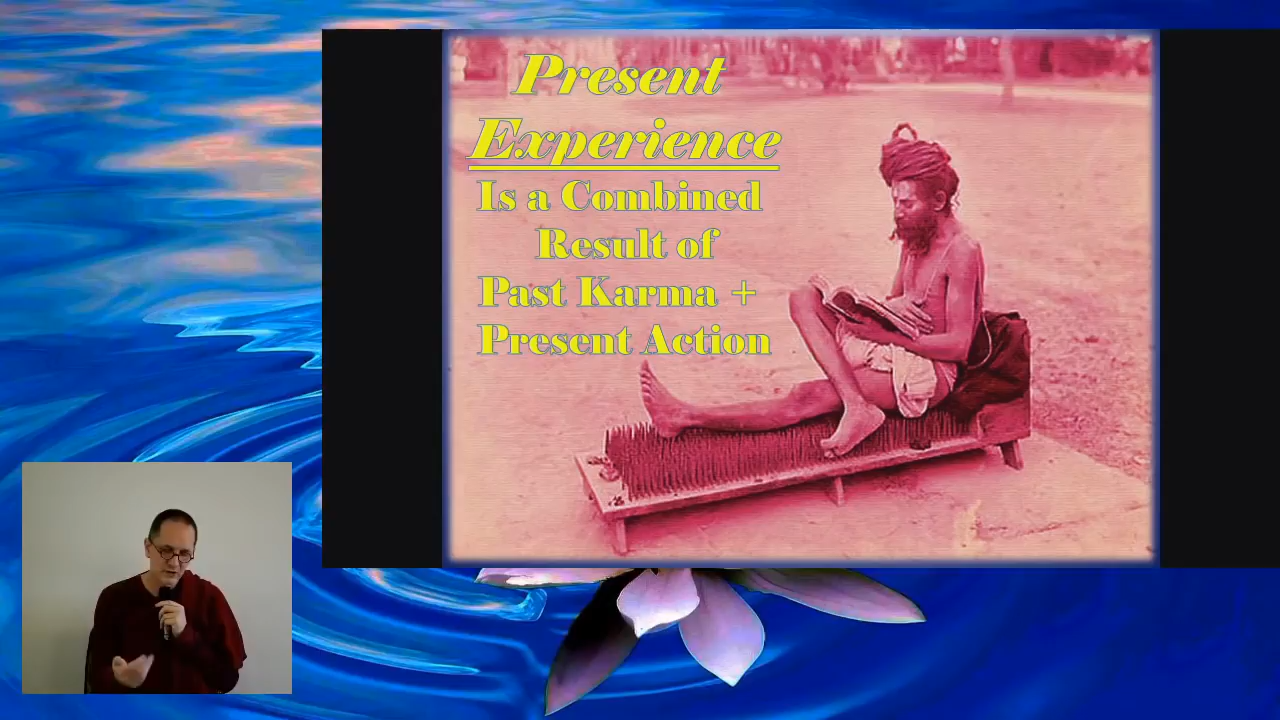 Present
Experience
Is a Combined
Result of
Past Karma +
Present Action